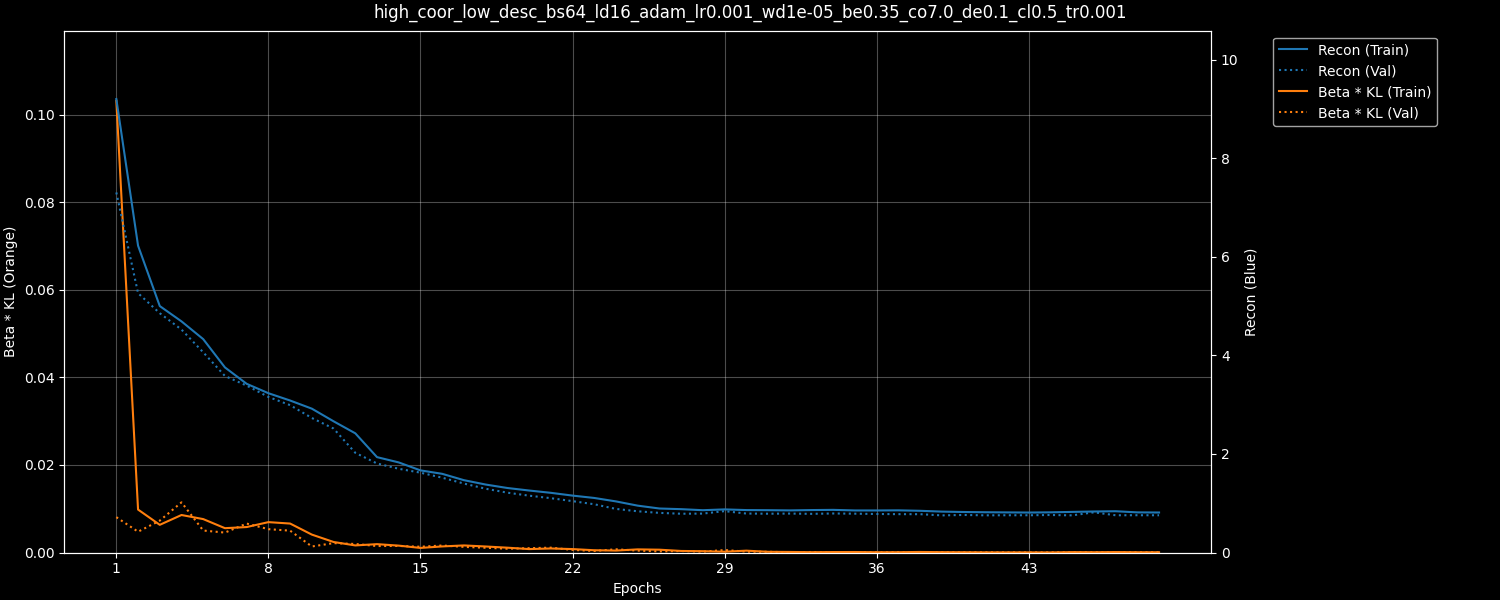 high_coor_low_desc_bs64_ld16_adam_lr0.001_wd1e-05_be0.35_co7.0_de0.1_cl0.5_tr0.001
Recon (Train)
Recon (Val)
Beta * KL (Train)
Beta * KL (Val)
Beta * KL (Orange)
0.10
0.08
0.06
0.04
0.02
0.00
10
8
6
4
2
0
Recon (Blue)
1
8
15
22
29
36
43
Epochs